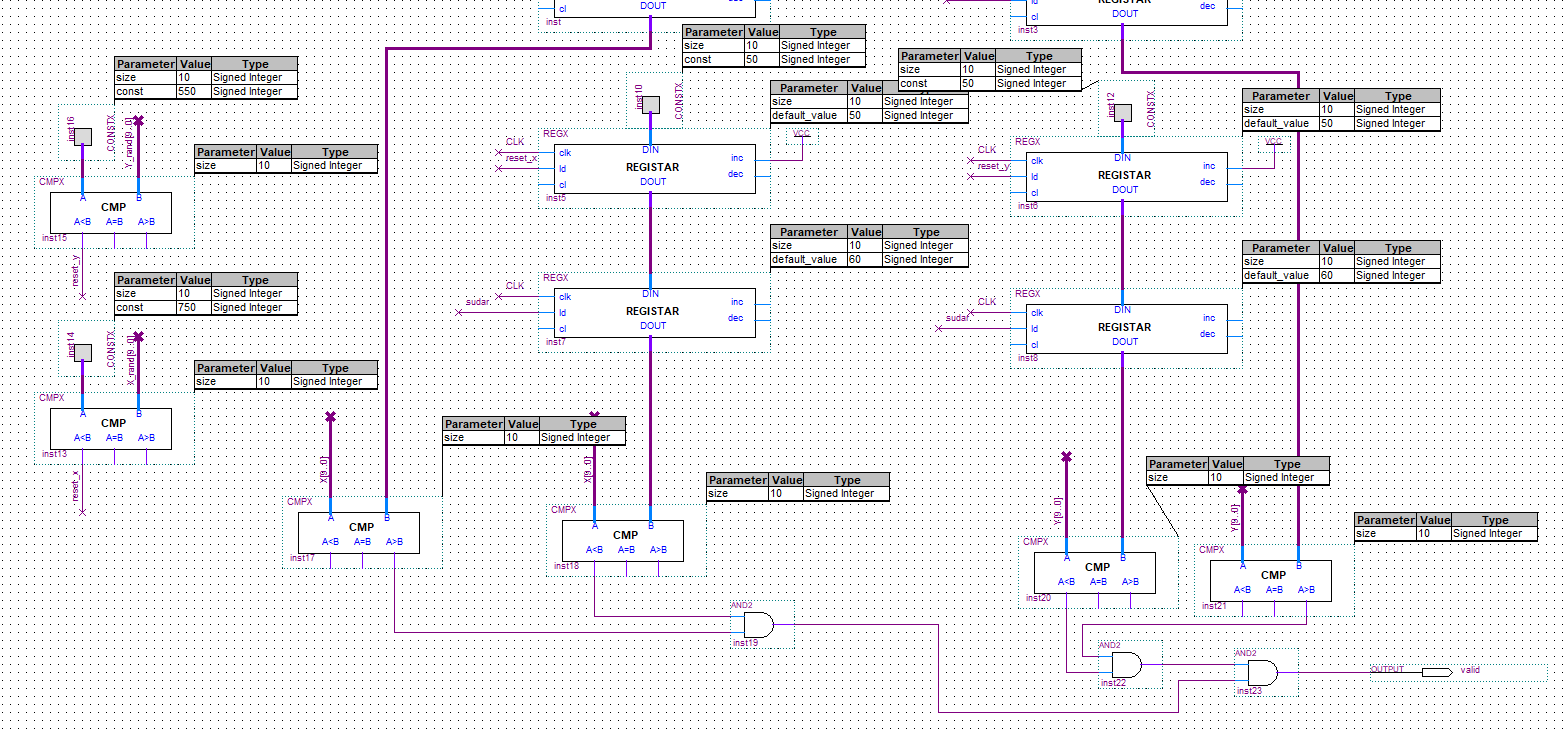 cl
DOUT
inst
REGISTAR
cl
DOUT
dec
inst3
Parameter Value Type
size 10 Signed Integer
const 50 Signed Integer
Parameter Value Type
size 10 Signed Integer
const 50 Signed Integer
Parameter Value Type
size 10 Signed Integer
const 550 Signed Integer
inst16
CONSTX
Y_rand[9..0]
inst10
CONSTX
Parameter
size 10 Signed Integer
default_value 50 Signed Integer
inst12
CONSTX
Parameter Value Type
size 10 Signed Integer
default_value 50 Signed Integer
Parameter Value Type
size 10 Signed Integer
CMPX
A B
CMP
A<B A=B A>B
inst15
reset_y
REGX
CLK
reset_x
clk
ld
cl
DIN
REGISTAR
DOUT
inc
dec
VCC
inst5
REGX
CLK
reset_y
clk
ld
cl
DIN
REGISTAR
DOUT
inc
dec
VCC
inst6
Parameter Value Type
size 10 Signed Integer
default_value 60 Signed Integer
Parameter Value Type
size 10 Signed Integer
default_value 60 Signed Integer
Parameter Value Type
size 10 Signed Integer
const 750 Signed Integer
inst14
CONSTX
X_rand[9..0]
REGX
CLK
sudar
clk
ld
cl
DIN
REGISTAR
DOUT
inc
dec
inst7
REGX
CLK
sudar
clk
ld
cl
DIN
REGISTAR
DOUT
inc
dec
inst8
Parameter Value Type
size 10 Signed Integer
CMPX
A B
CMP
A<B A=B A>B
inst13
reset_x
Parameter Value Type
size 10 Signed Integer
X[9..0]
X[9..0]
Parameter Value Type
size 10 Signed Integer
Parameter Value Type
size 10 Signed Integer
Y[9..0]
Y[9..0]
Parameter Value Type
size 10 Signed Integer
CMPX
A B
CMP
A<B A=B A>B
inst17
CMPX
A B
CMP
A<B A=B A>B
inst18
CMPX
A B
CMP
A<B A=B A>B
inst20
CMPX
A B
CMP
A<B A=B A>B
inst21
AND2
inst19
AND2
inst22
AND2
inst23
OUTPUT
valid